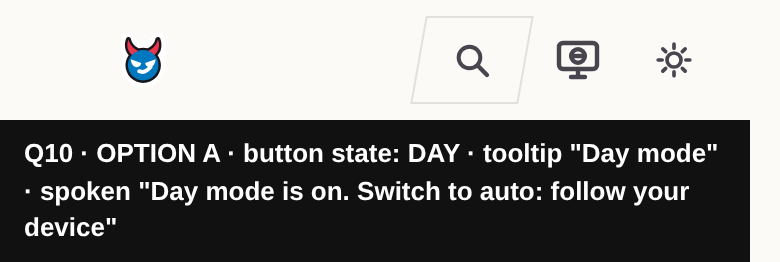 Q10 · OPTION A · button state: DAY · tooltip "Day mode"
· spoken "Day mode is on. Switch to auto: follow your
device"